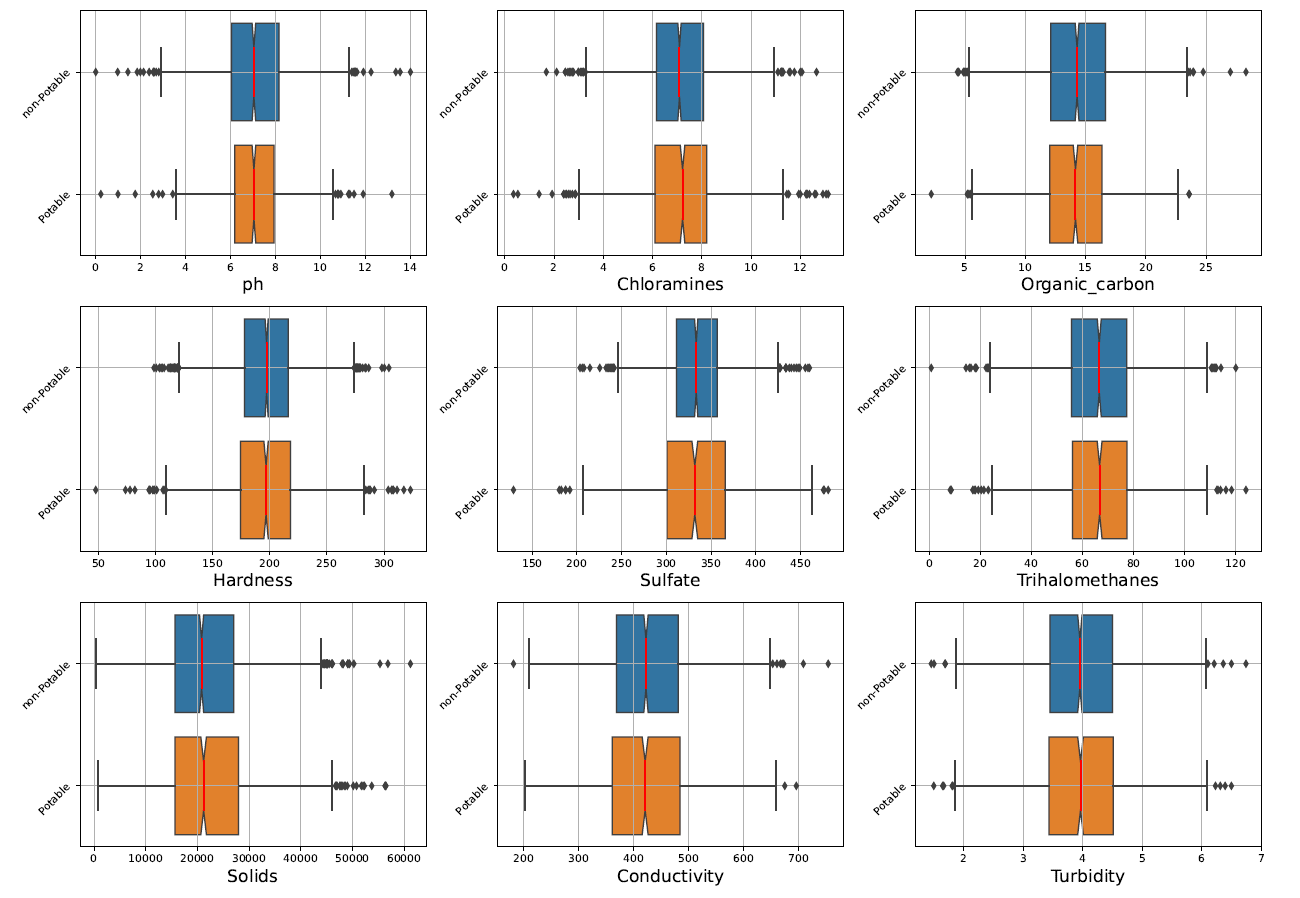 non-Potable
Potable
0 2 4 6 8 10 12 14
ph
non-Potable
Potable
0 2 4 6 8 10 12
Chloramines
non-Potable
Potable
5 10 15 20 25
Organic_carbon
non-Potable
Potable
50 100 150 200 250 300
Hardness
non-Potable
Potable
150 200 250 300 350 400 450
Sulfate
non-Potable
Potable
0 20 40 60 80 100 120
Trihalomethanes
non-Potable
Potable
0 10000 20000 30000 40000 50000 60000
Solids
non-Potable
Potable
200 300 400 500 600 700
Conductivity
non-Potable
Potable
2 3 4 5 6 7
Turbidity